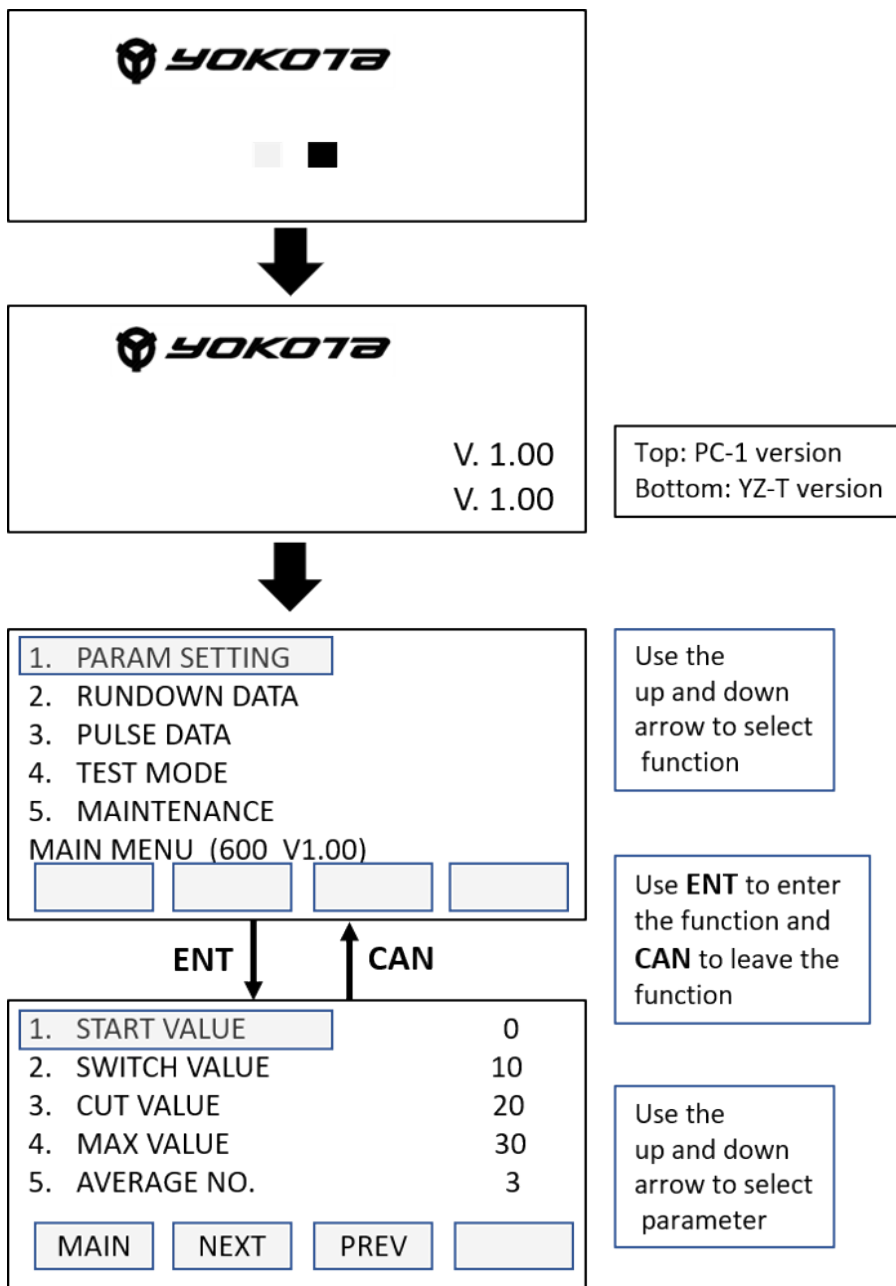 YOKOTA
YOKOTA
V. 1.00
V. 1.00
Top: PC-1 version
Bottom: YZ-T version
1. PARAM SETTING
2. RUNDOWN DATA
3. PULSE DATA
4. TEST MODE
5. MAINTENANCE
MAIN MENU (600 V1.00)
Use the
up and down
arrow to select
function
ENT
CAN
Use ENT to enter
the function and
CAN to leave the
function
1. START VALUE 0
2. SWITCH VALUE 10
3. CUT VALUE 20
4. MAX VALUE 30
5. AVERAGE NO. 3
MAIN NEXT PREV
Use the
up and down
arrow to select
parameter